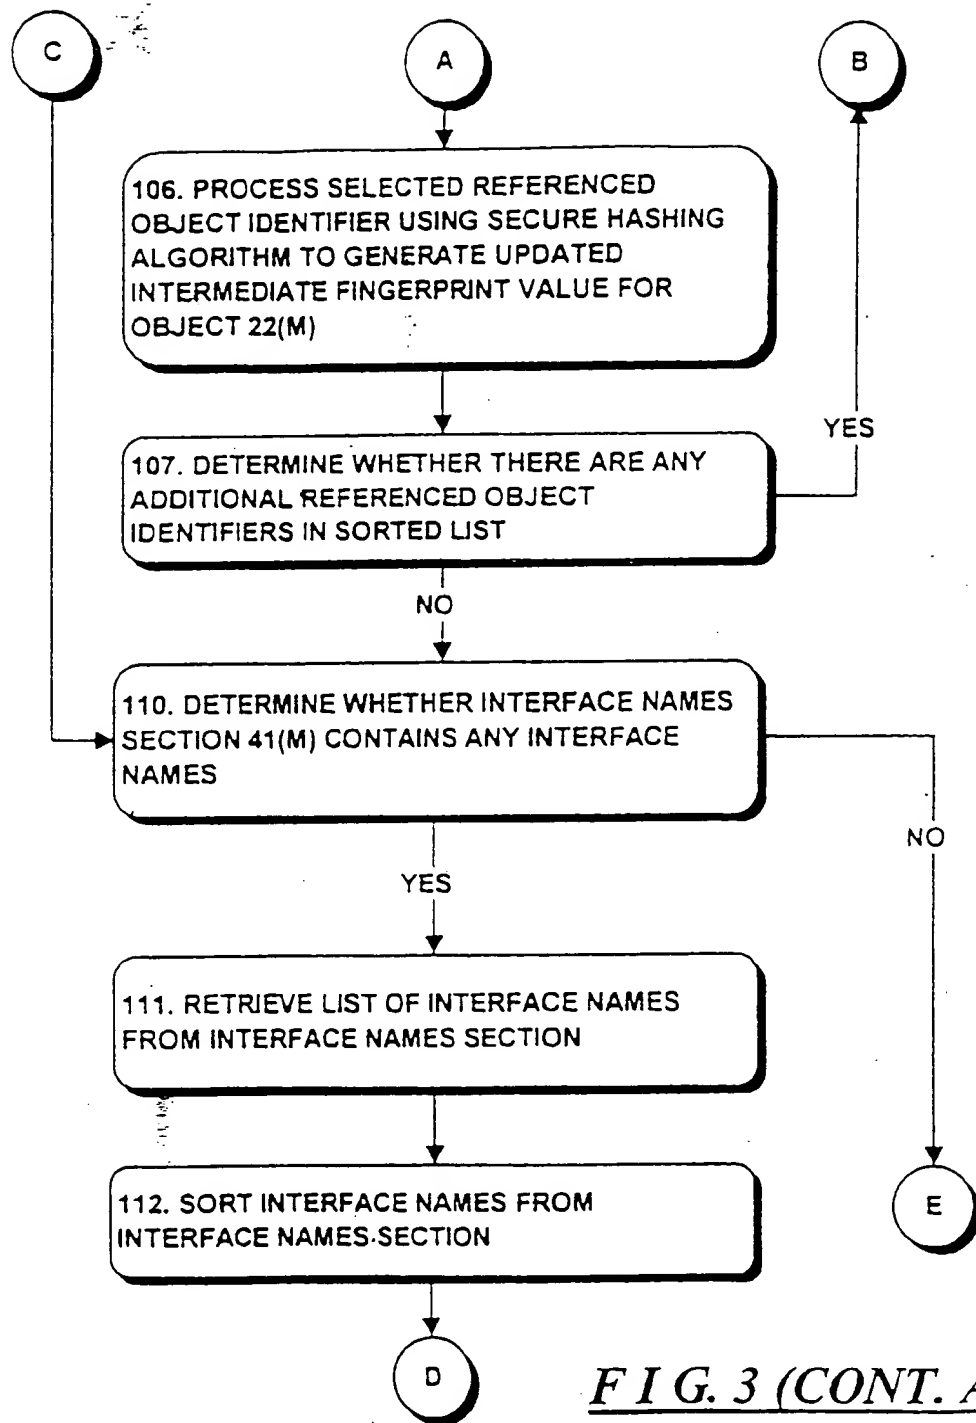 C
A
B
106. PROCESS SELECTED REFERENCED
OBJECT IDENTIFIER USING SECURE HASHING
ALGORITHM TO GENERATE UPDATED
INTERMEDIATE FINGERPRINT VALUE FOR
OBJECT 22(M)
YES
107. DETERMINE WHETHER THERE ARE ANY
ADDITIONAL REFERENCED OBJECT
IDENTIFIERS IN SORTED LIST
NO
110. DETERMINE WHETHER INTERFACE NAMES
SECTION 41(M) CONTAINS ANY INTERFACE
NAMES
NO
YES
111. RETRIEVE LIST OF INTERFACE NAMES
FROM INTERFACE NAMES SECTION
112. SORT INTERFACE NAMES FROM
INTERFACE NAMES SECTION
E
D
FIG. 3 (CONT. A